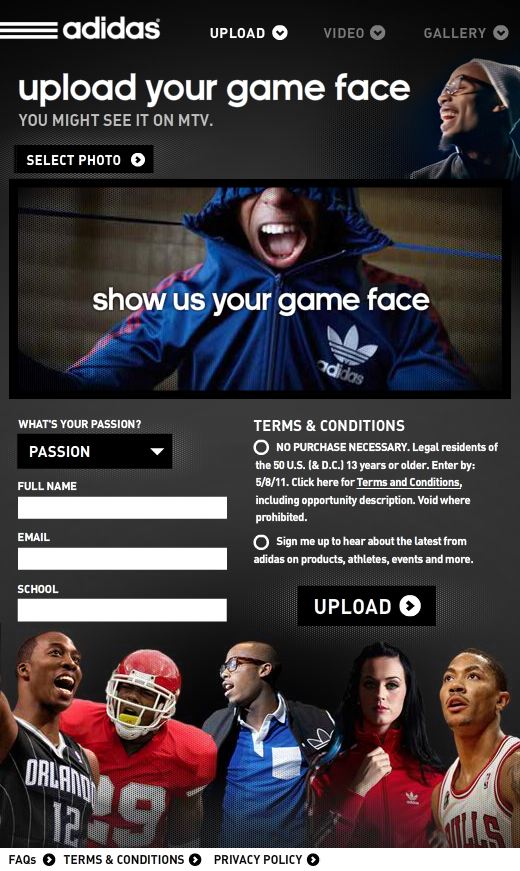 adidas
UPLOAD
VIDEO
GALLERY
upload your game face
YOU MIGHT SEE IT ON MTV.
SELECT PHOTO
show us your game face
adidas
WHAT'S YOUR PASSION?
PASSION
FULL NAME
EMAIL
SCHOOL
TERMS & CONDITIONS
NO PURCHASE NECESSARY. Legal residents of
the 50 U.S. (& D.C.) 13 years or older. Enter by:
5/8/11. Click here for Terms and Conditions,
including opportunity description. Void where
prohibited.
Sign me up to hear about the latest from
adidas on products, athletes, events and more.
UPLOAD
ORLANDO
12
29
BULLS
FAQs
TERMS & CONDITIONS
PRIVACY POLICY